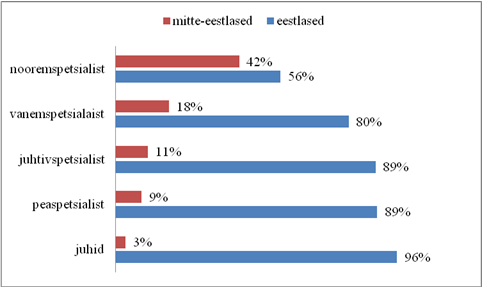 mitte-eestlased eestlased
nooremspetsialist
42%
56%
vanemspetsialaist
18%
80%
juhtivspetsialist
11%
89%
peaspetsialist
9%
89%
juhid
3%
96%